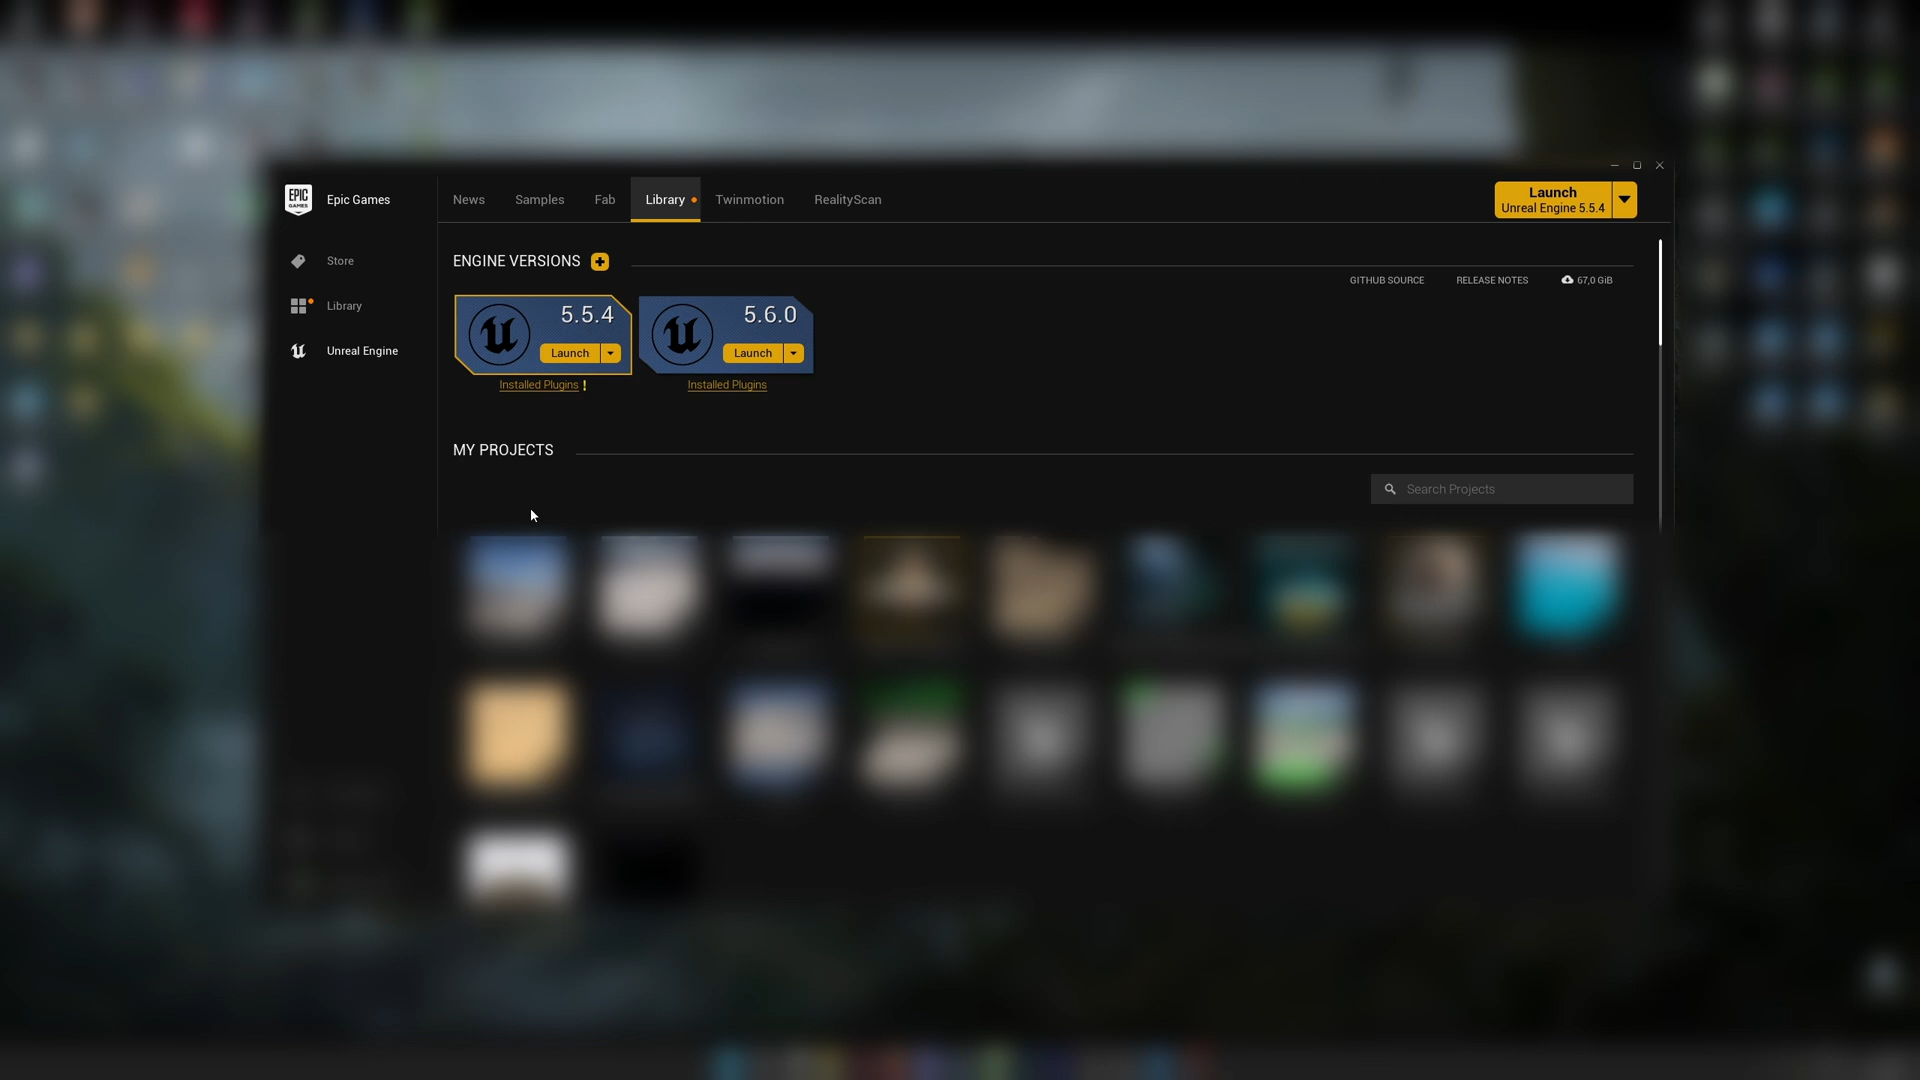 EPIC
GAMES
Epic Games
News
Samples
Fab
Library
Twinmotion
RealityScan
Launch
Unreal Engine 5.5.4
Store
Library
Unreal Engine
ENGINE VERSIONS
GITHUB SOURCE
RELEASE NOTES
67,0 GiB
5.5.4
Launch
Installed Plugins !
5.6.0
Launch
Installed Plugins
MY PROJECTS
Search Projects